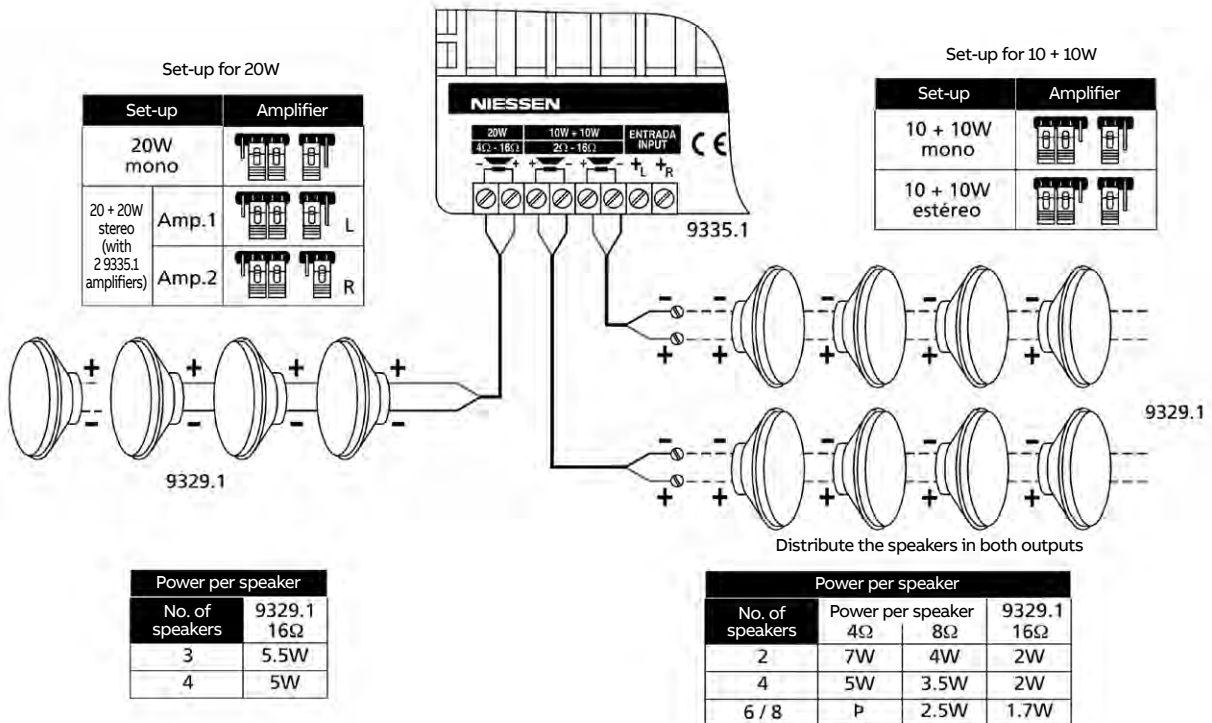 Set-up for 20W
Set-up Amplifier
20W
mono
20 + 20W
stereo
(with
2 9335.1
amplifiers)
Amp.1 L
Amp.2 R
NIESSEN
20W 10W + 10W ENTRADA
4Ω - 16Ω 2Ω - 16Ω INPUT
CE
- + + - + - +L +R
9335.1
Set-up for 10 + 10W
Set-up Amplifier
10 + 10W
mono
10 + 10W
estéreo
+ + + +
- - - -
9329.1
- - - - -
+ + + + +
9329.1
- - - - -
+ + + + +
Distribute the speakers in both outputs
Power per speaker
No. of 9329.1
speakers 16Ω
3 5.5W
4 5W
Power per speaker
No. of Power per speaker 9329.1
speakers 4Ω 8Ω 16Ω
2 7W 4W 2W
4 5W 3.5W 2W
6 / 8 Þ 2.5W 1.7W